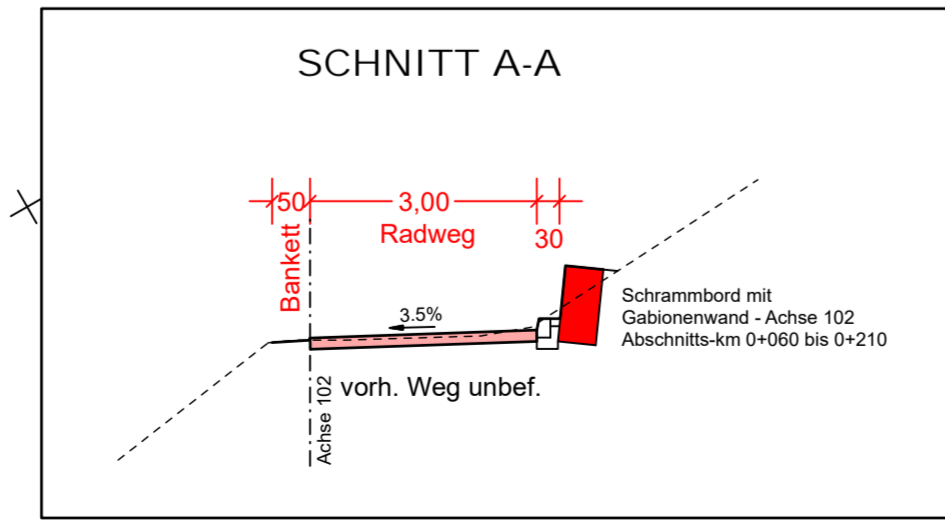 SCHNITT A-A
50
3,00
Radweg
30
Bankett
3.5%
Schrammbord mit
Gabionenwand - Achse 102
Abschnitts-km 0+060 bis 0+210
vorh. Weg unbef.
Achse 102